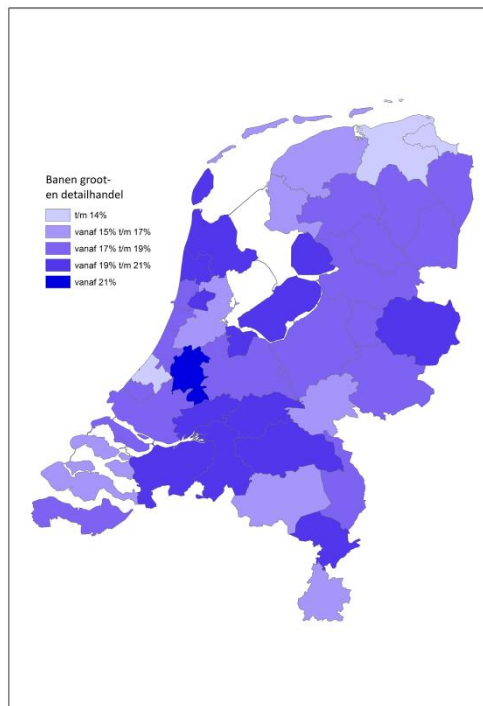 Banen groot-
en detailhandel
t/m 14%
vanaf 15% t/m 17%
vanaf 17% t/m 19%
vanaf 19% t/m 21%
vanaf 21%